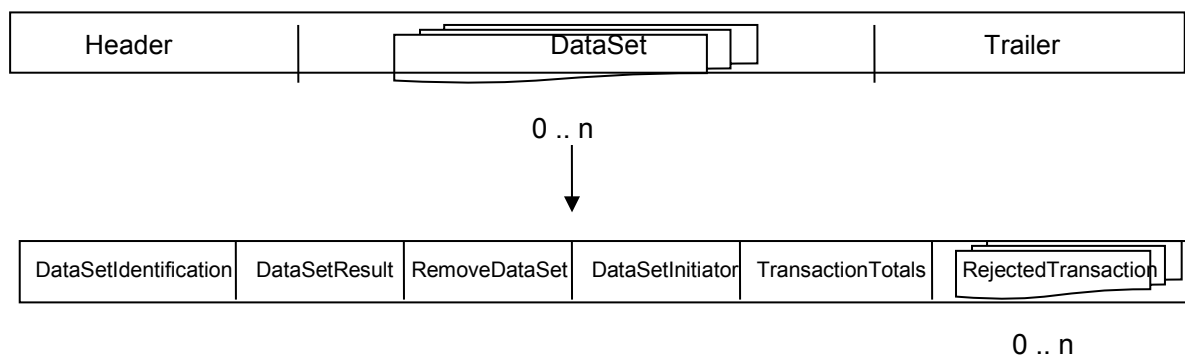 Header DataSet Trailer
0 .. n
DataSetIdentification DataSetResult RemoveDataSet DataSetInitiator TransactionTotals RejectedTransaction
0 .. n